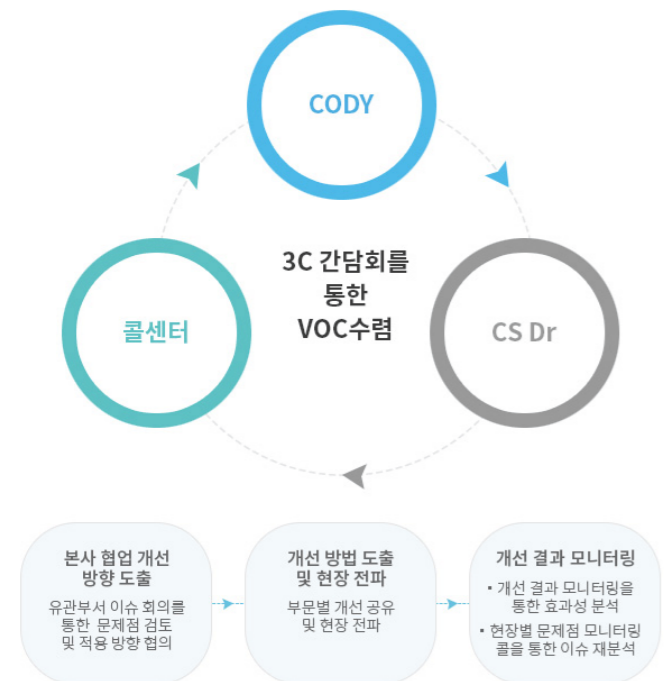 CODY
3C 간담회를
통한
VOC수렴
콜센터
CS Dr
본사 협업 개선
방향 도출
유관부서 이슈 회의를
통한 문제점 검토
및 적용 방향 협의
개선 방법 도출
및 현장 전파
부문별 개선 공유
및 현장 전파
개선 결과 모니터링
· 개선 결과 모니터링을
통한 효과성 분석
· 현장별 문제점 모니터링
콜을 통한 이슈 재분석